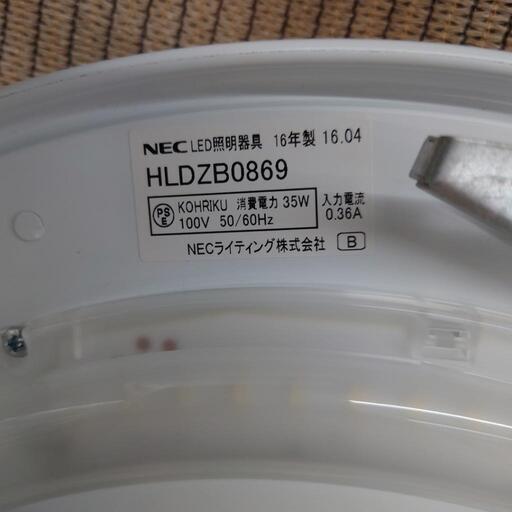 NEC LED照明器具 16年製 16.04
HLDZB0869
PSE KOHRIKU 消費電力 35W 入力電流
100V 50/60Hz 0.36A
NECライティング株式会社 B